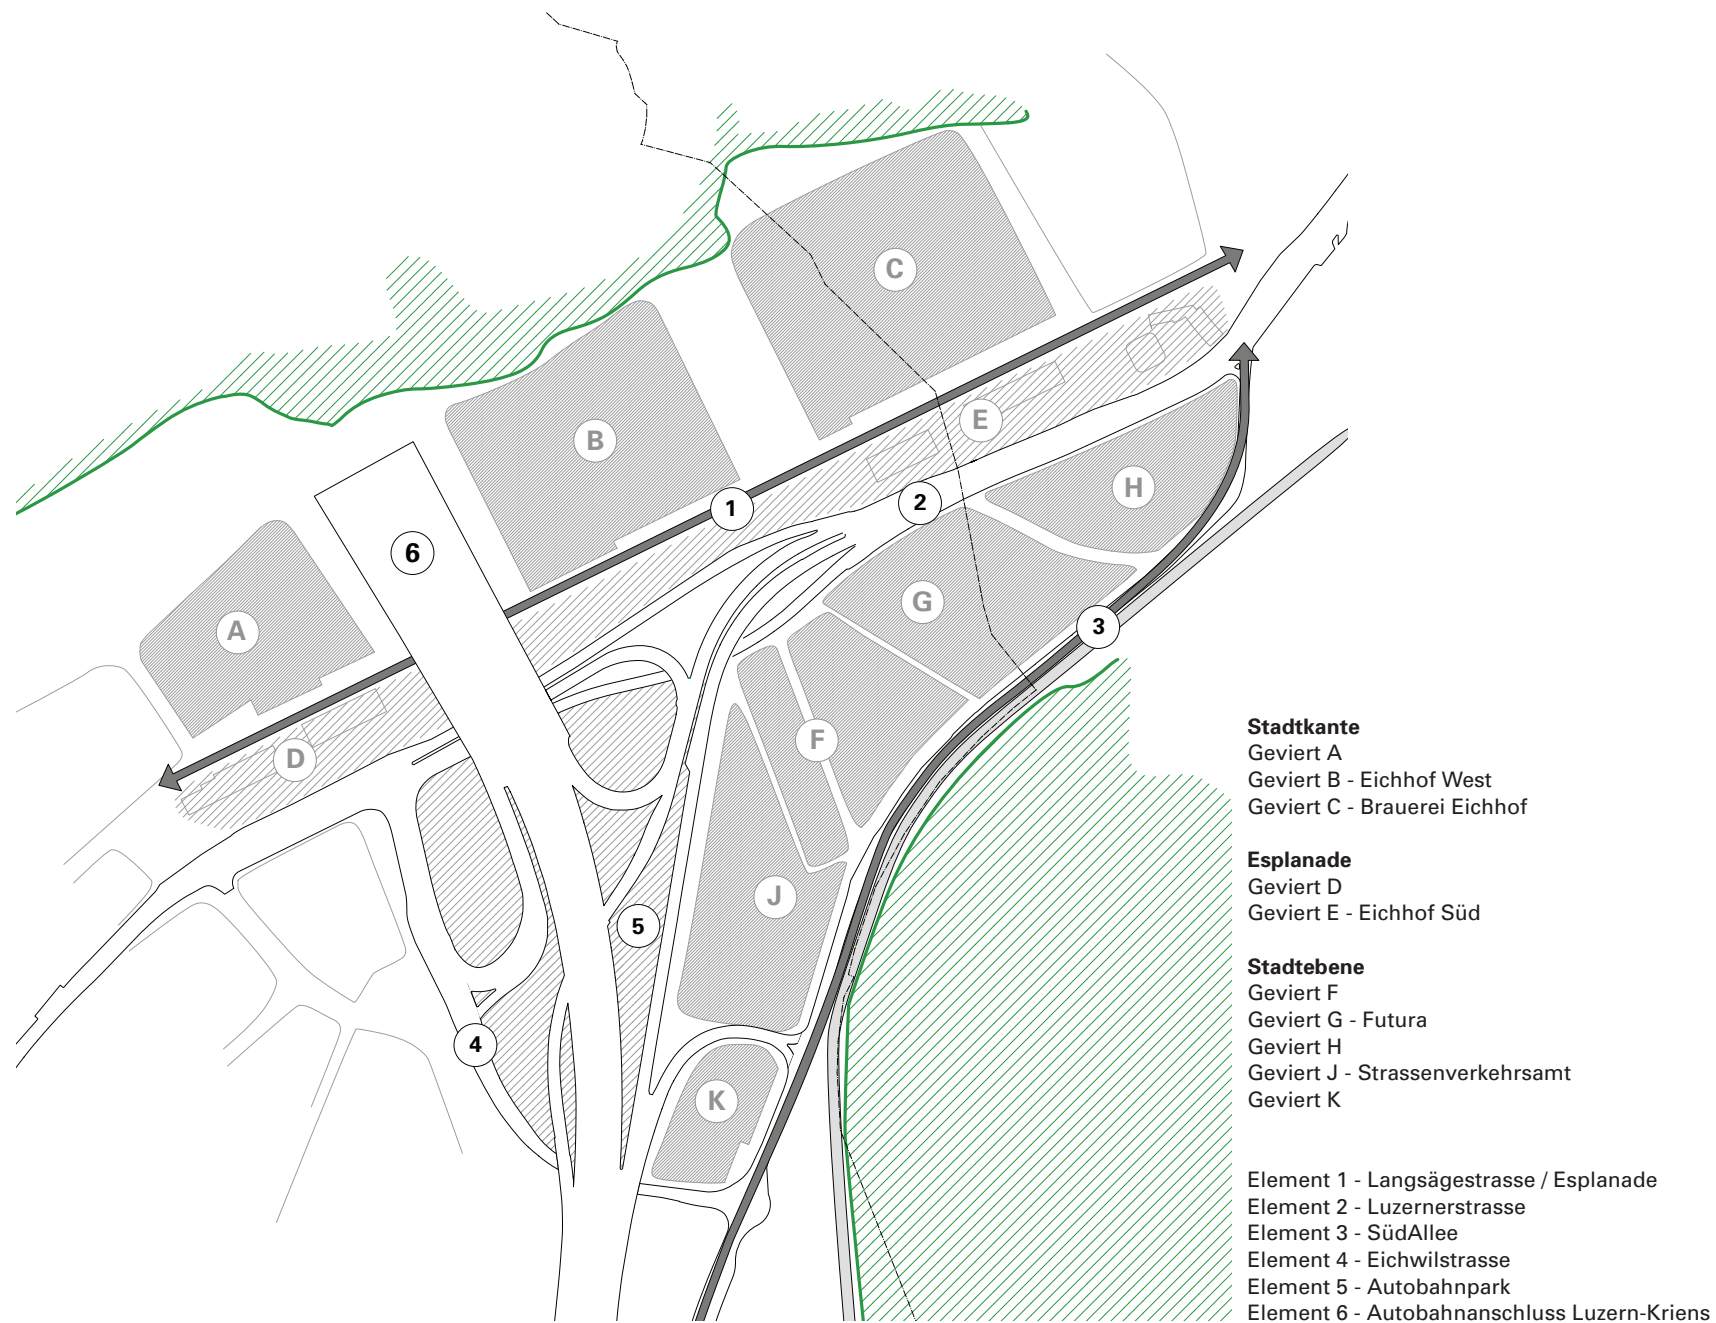 C
B
E
H
1
2
6
A
G
3
D
F
J
5
4
K
Stadtkante
Geviert A
Geviert B - Eichhof West
Geviert C - Brauerei Eichhof
Esplanade
Geviert D
Geviert E - Eichhof Süd
Stadtebene
Geviert F
Geviert G - Futura
Geviert H
Geviert J - Strassenverkehrsamt
Geviert K
Element 1 - Langsägestrasse / Esplanade
Element 2 - Luzernerstrasse
Element 3 - SüdAllee
Element 4 - Eichwilstrasse
Element 5 - Autobahnpark
Element 6 - Autobahnanschluss Luzern-Kriens